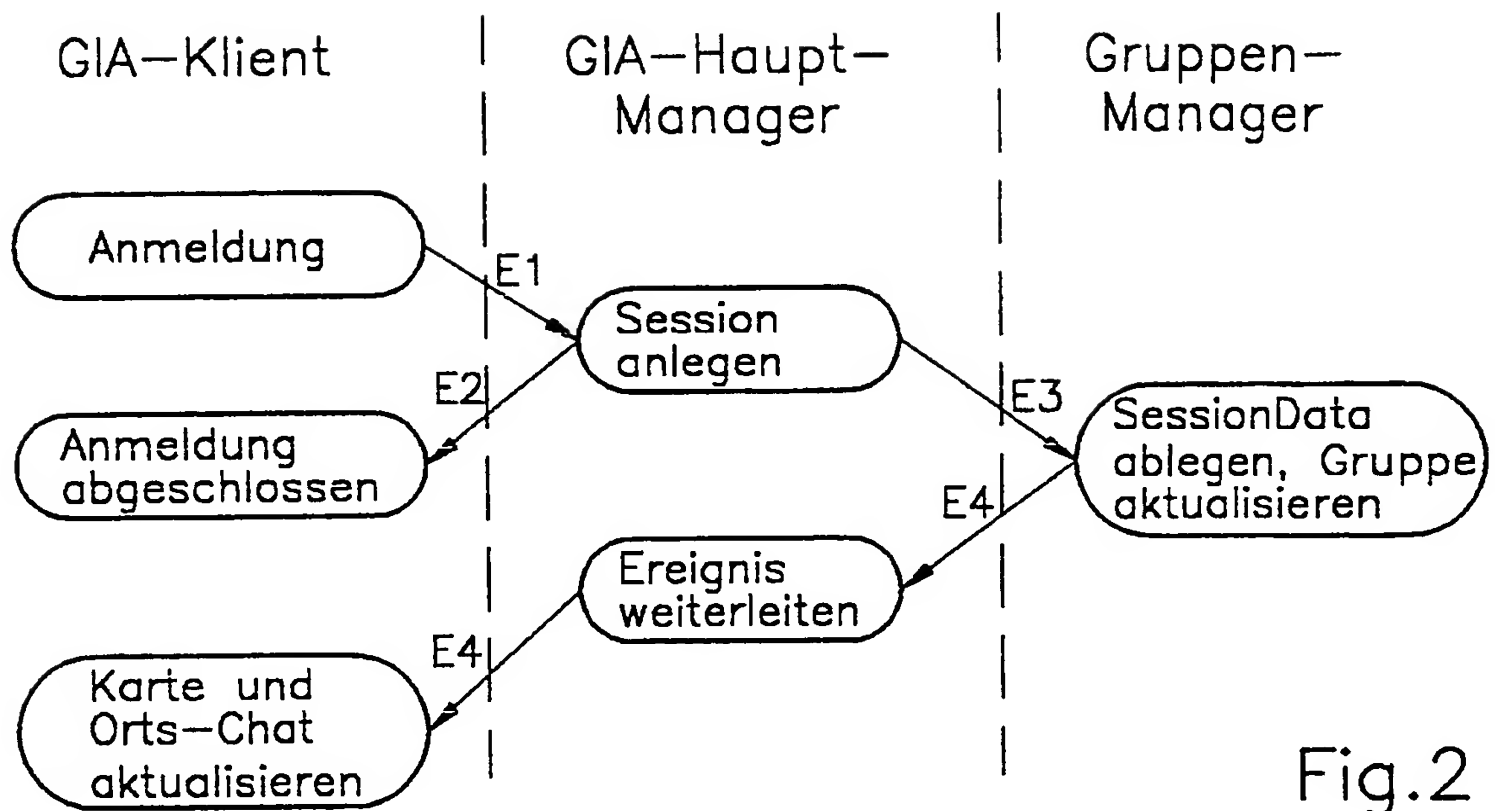 GIA-Klient
GIA-Haupt-
Manager
Gruppen-
Manager
Anmeldung
E1
Session
anlegen
E2
E3
Anmeldung
abgeschlossen
SessionData
ablegen, Gruppe
aktualisieren
E4
Ereignis
weiterleiten
E4
Karte und
Orts-Chat
aktualisieren
Fig.2